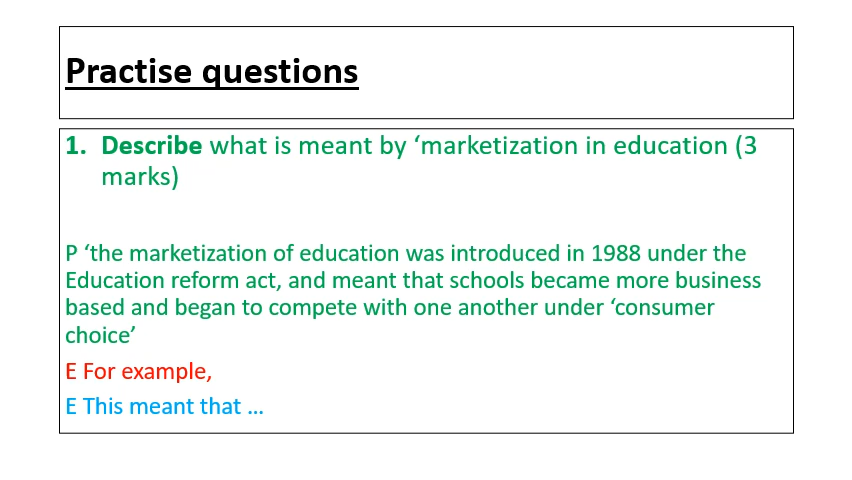 Practise questions
1. Describe what is meant by ‘marketization in education (3
marks)
P ‘the marketization of education was introduced in 1988 under the
Education reform act, and meant that schools became more business
based and began to compete with one another under ‘consumer
choice’
E For example,
E This meant that …